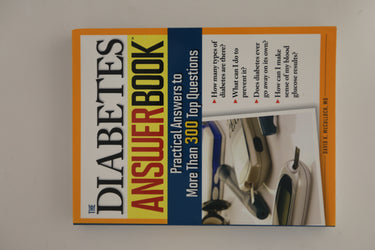 THE
DIABETES
ANSWER BOOK
Practical Answers to
More Than 300 Top Questions
How many types of
diabetes are there?
What can I do to
prevent it?
Does diabetes ever
go away on its own?
How can I make
sense of my blood
glucose results?
DAVID K. MCCULLOCH, MD